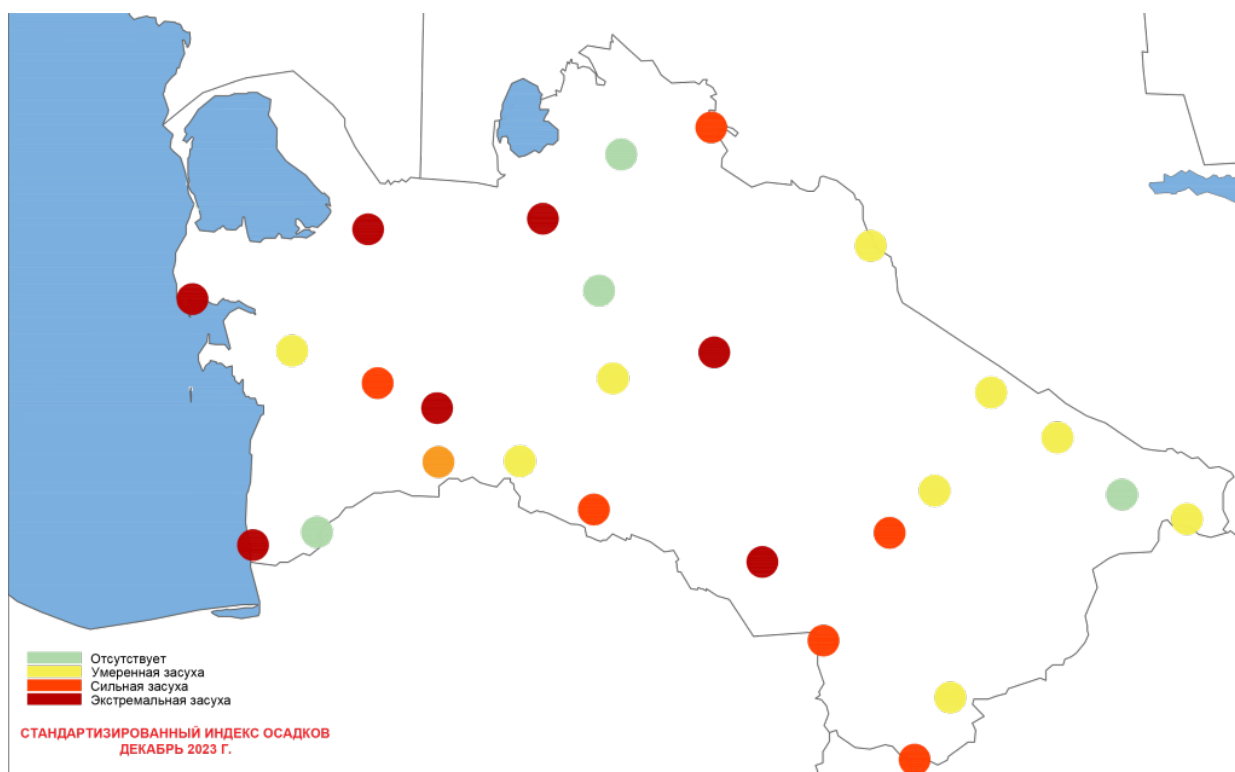 Отсутствует
Умеренная засуха
Сильная засуха
Экстремальная засуха
СТАНДАРТИЗИРОВАННЫЙ ИНДЕКС ОСАДКОВ
ДЕКАБРЬ 2023 Г.